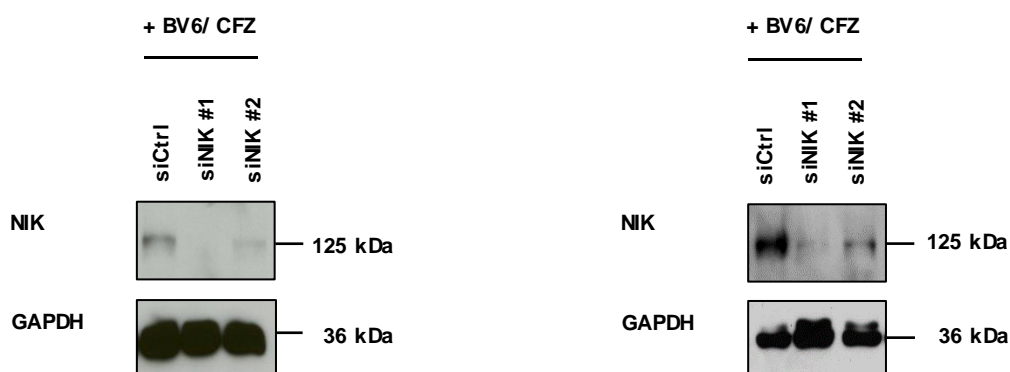 + BV6/ CFZ
siCtrl
siNIK #1
siNIK #2
NIK
125 kDa
GAPDH
36 kDa
+ BV6/ CFZ
siCtrl
siNIK #1
siNIK #2
NIK
125 kDa
GAPDH
36 kDa